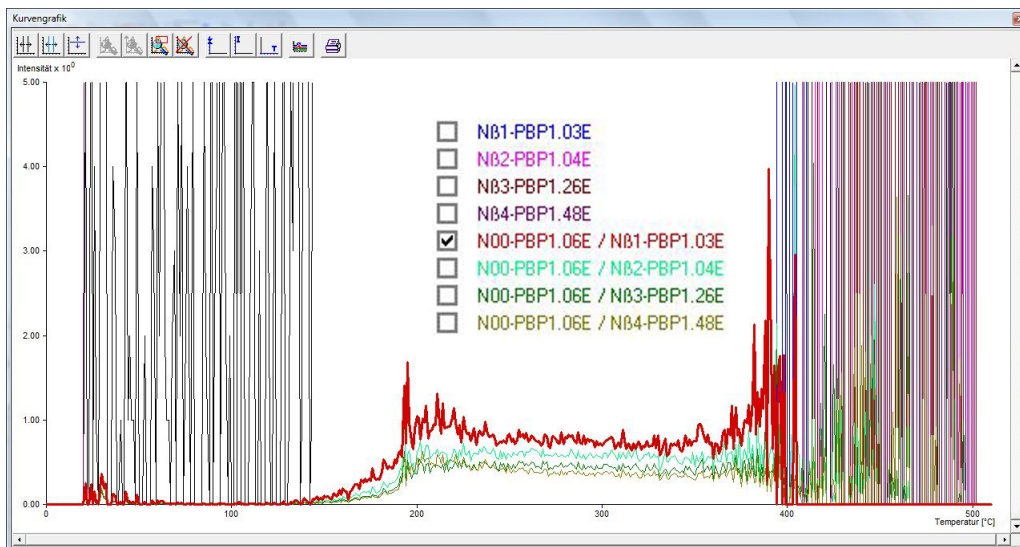 Kurvengrafik
Intensität x 10⁰
5.00
Nß1-PBP1.03E
Nß2-PBP1.04E
4.00
Nß3-PBP1.26E
Nß4-PBP1.48E
N00-PBP1.06E / Nß1-PBP1.03E
3.00
N00-PBP1.06E / Nß2-PBP1.04E
N00-PBP1.06E / Nß3-PBP1.26E
N00-PBP1.06E / Nß4-PBP1.48E
2.00
1.00
0.00
0 100 200 300 400 500
Temperatur [°C]